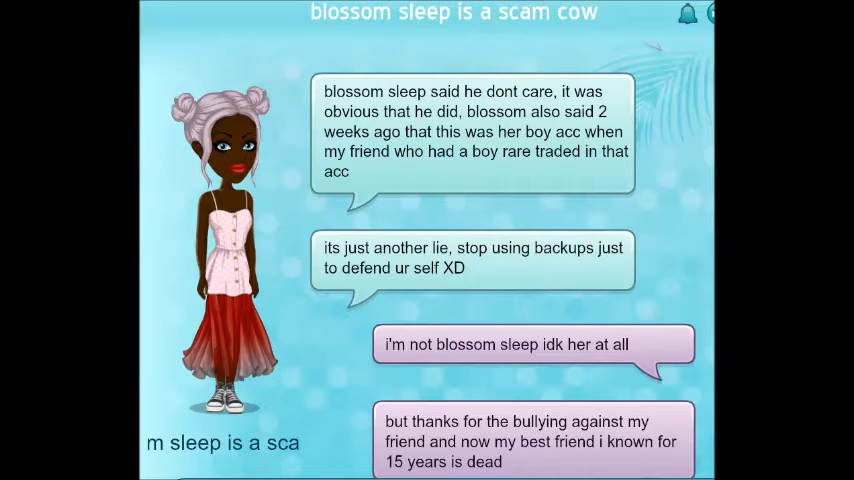 blossom sleep is a scam cow
blossom sleep said he dont care, it was
obvious that he did, blossom also said 2
weeks ago that this was her boy acc when
my friend who had a boy rare traded in that
acc
its just another lie, stop using backups just
to defend ur self XD
i'm not blossom sleep idk her at all
but thanks for the bullying against my
friend and now my best friend i known for
15 years is dead
m sleep is a sca